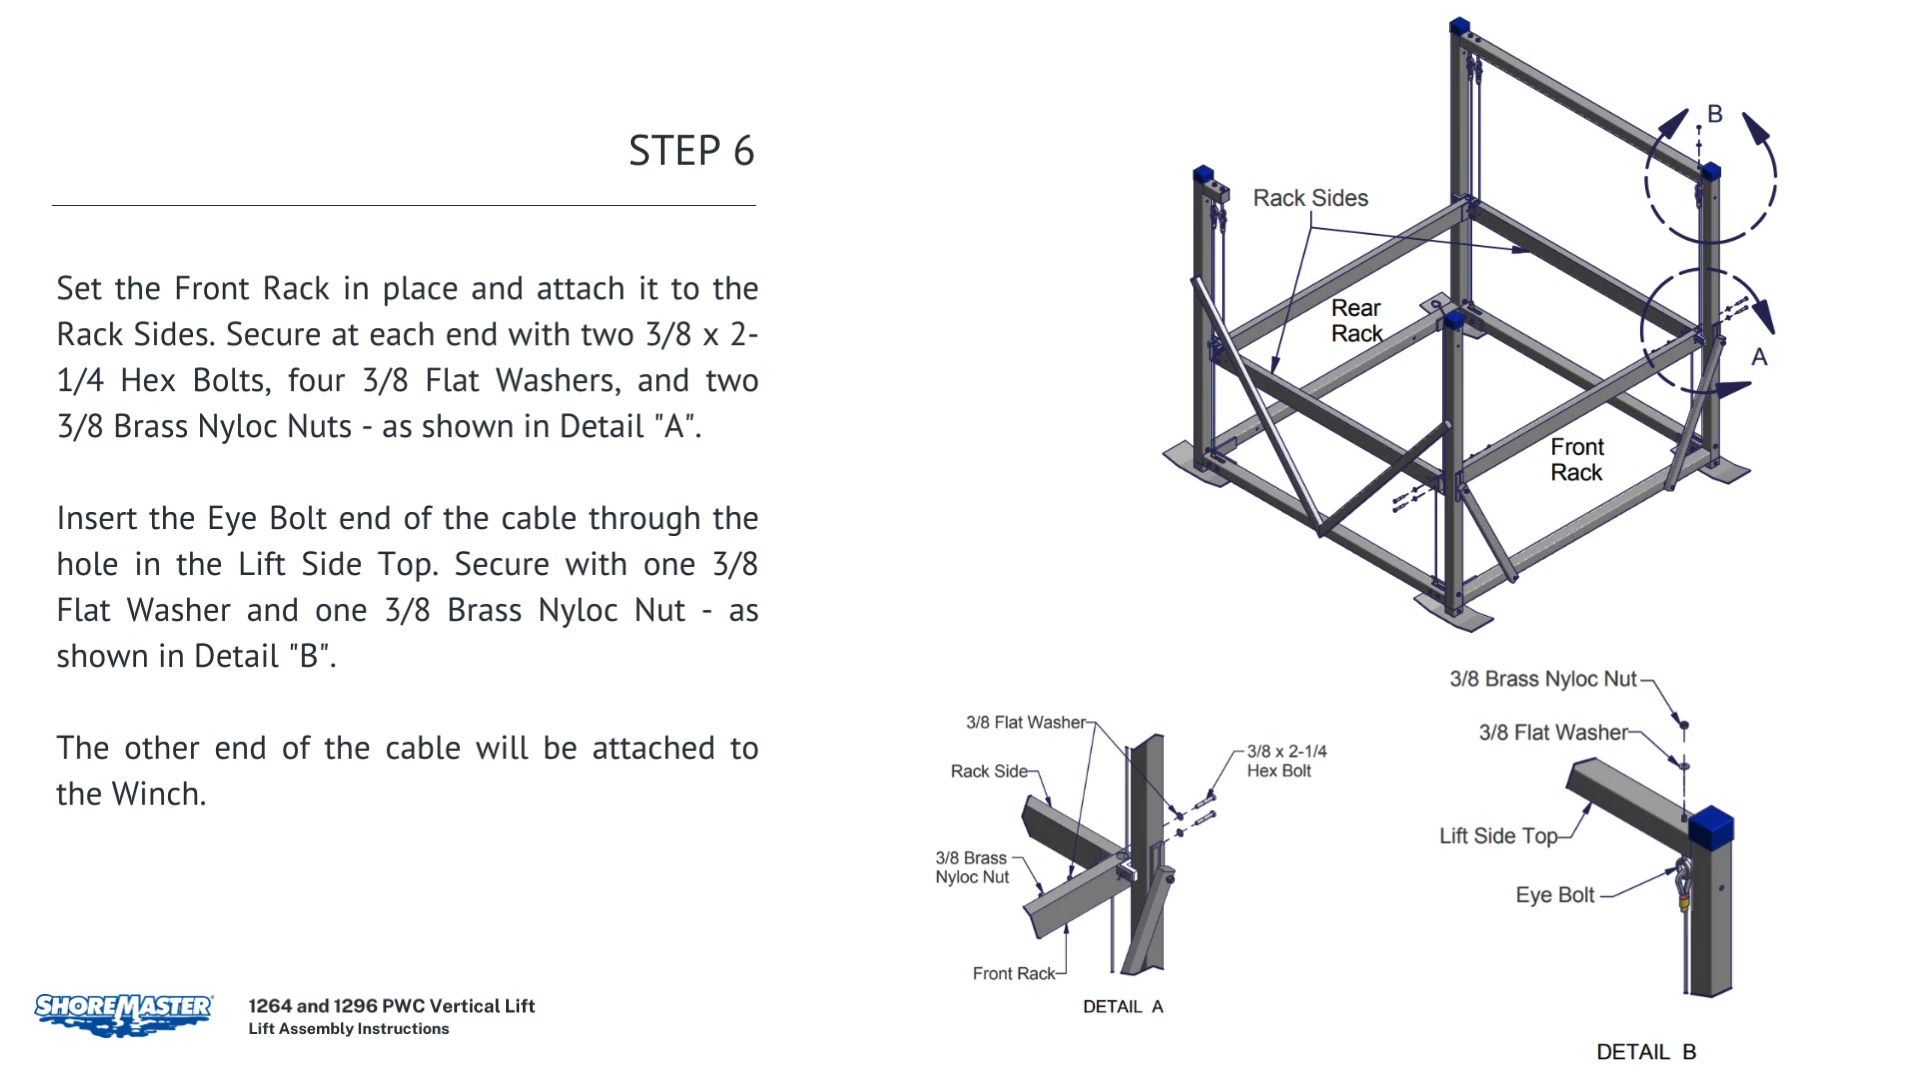 STEP 6
Set the Front Rack in place and attach it to the
Rack Sides. Secure at each end with two 3/8 x 2-
1/4 Hex Bolts, four 3/8 Flat Washers, and two
3/8 Brass Nyloc Nuts - as shown in Detail "A".
Insert the Eye Bolt end of the cable through the
hole in the Lift Side Top. Secure with one 3/8
Flat Washer and one 3/8 Brass Nyloc Nut - as
shown in Detail "B".
The other end of the cable will be attached to
the Winch.
SHOREMASTER
1264 and 1296 PWC Vertical Lift
Lift Assembly Instructions
B
Rack Sides
Rear
Rack
A
Front
Rack
3/8 Flat Washer
Rack Side
3/8 x 2-1/4
Hex Bolt
3/8 Brass
Nyloc Nut
Front Rack
DETAIL A
3/8 Brass Nyloc Nut
3/8 Flat Washer
Lift Side Top
Eye Bolt
DETAIL B